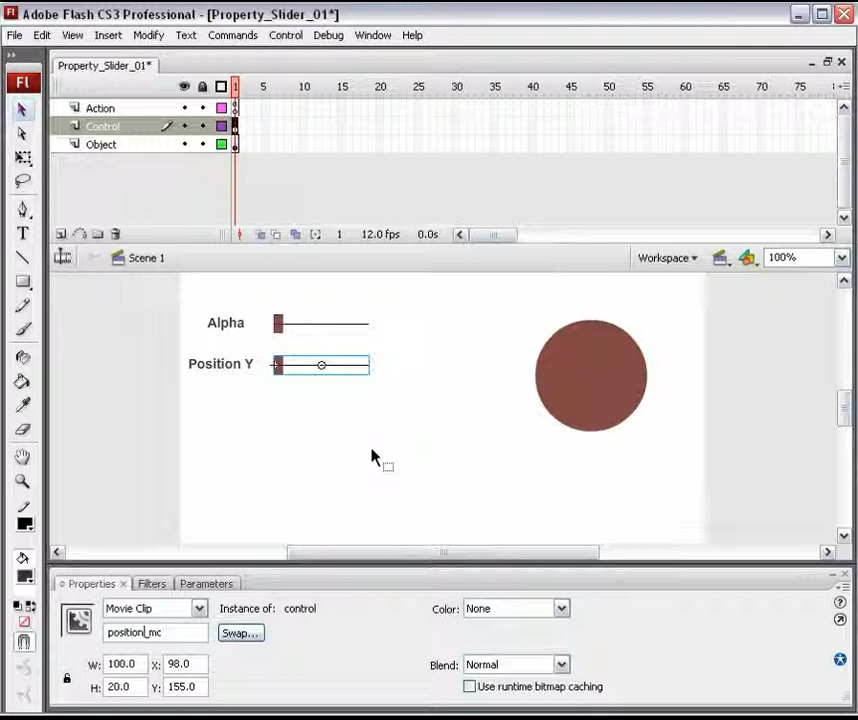 Adobe Flash CS3 Professional - [Property_Slider_01*]
File Edit View Insert Modify Text Commands Control Debug Window Help
Property_Slider_01*
Fl
1 5 10 15 20 25 30 35 40 45 50 55 60 65 70 75
Action
Control
Object
1 12.0 fps 0.0s
Scene 1 Workspace 100%
Alpha
Position Y
Properties Filters Parameters
Movie Clip Instance of: control Color: None
position_mc Swap...
W: 100.0 X: 98.0 Blend: Normal
H: 20.0 Y: 155.0 Use runtime bitmap caching